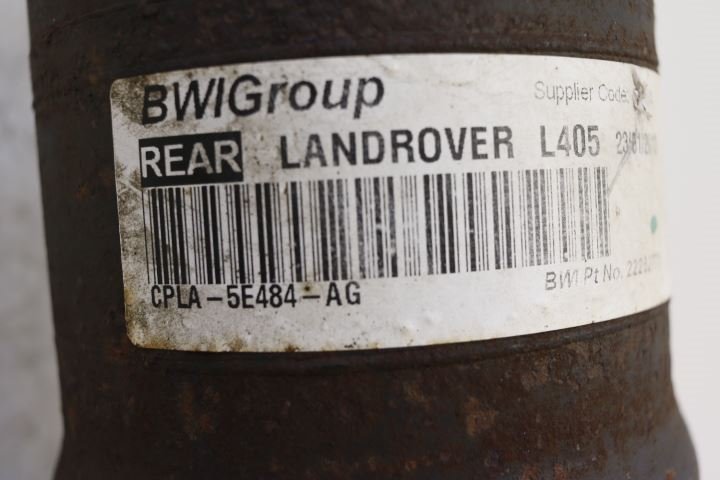 BWIGroup
Supplier Code:
REAR LANDROVER L405
CPLA-5E484-AG
BWI Pt No.